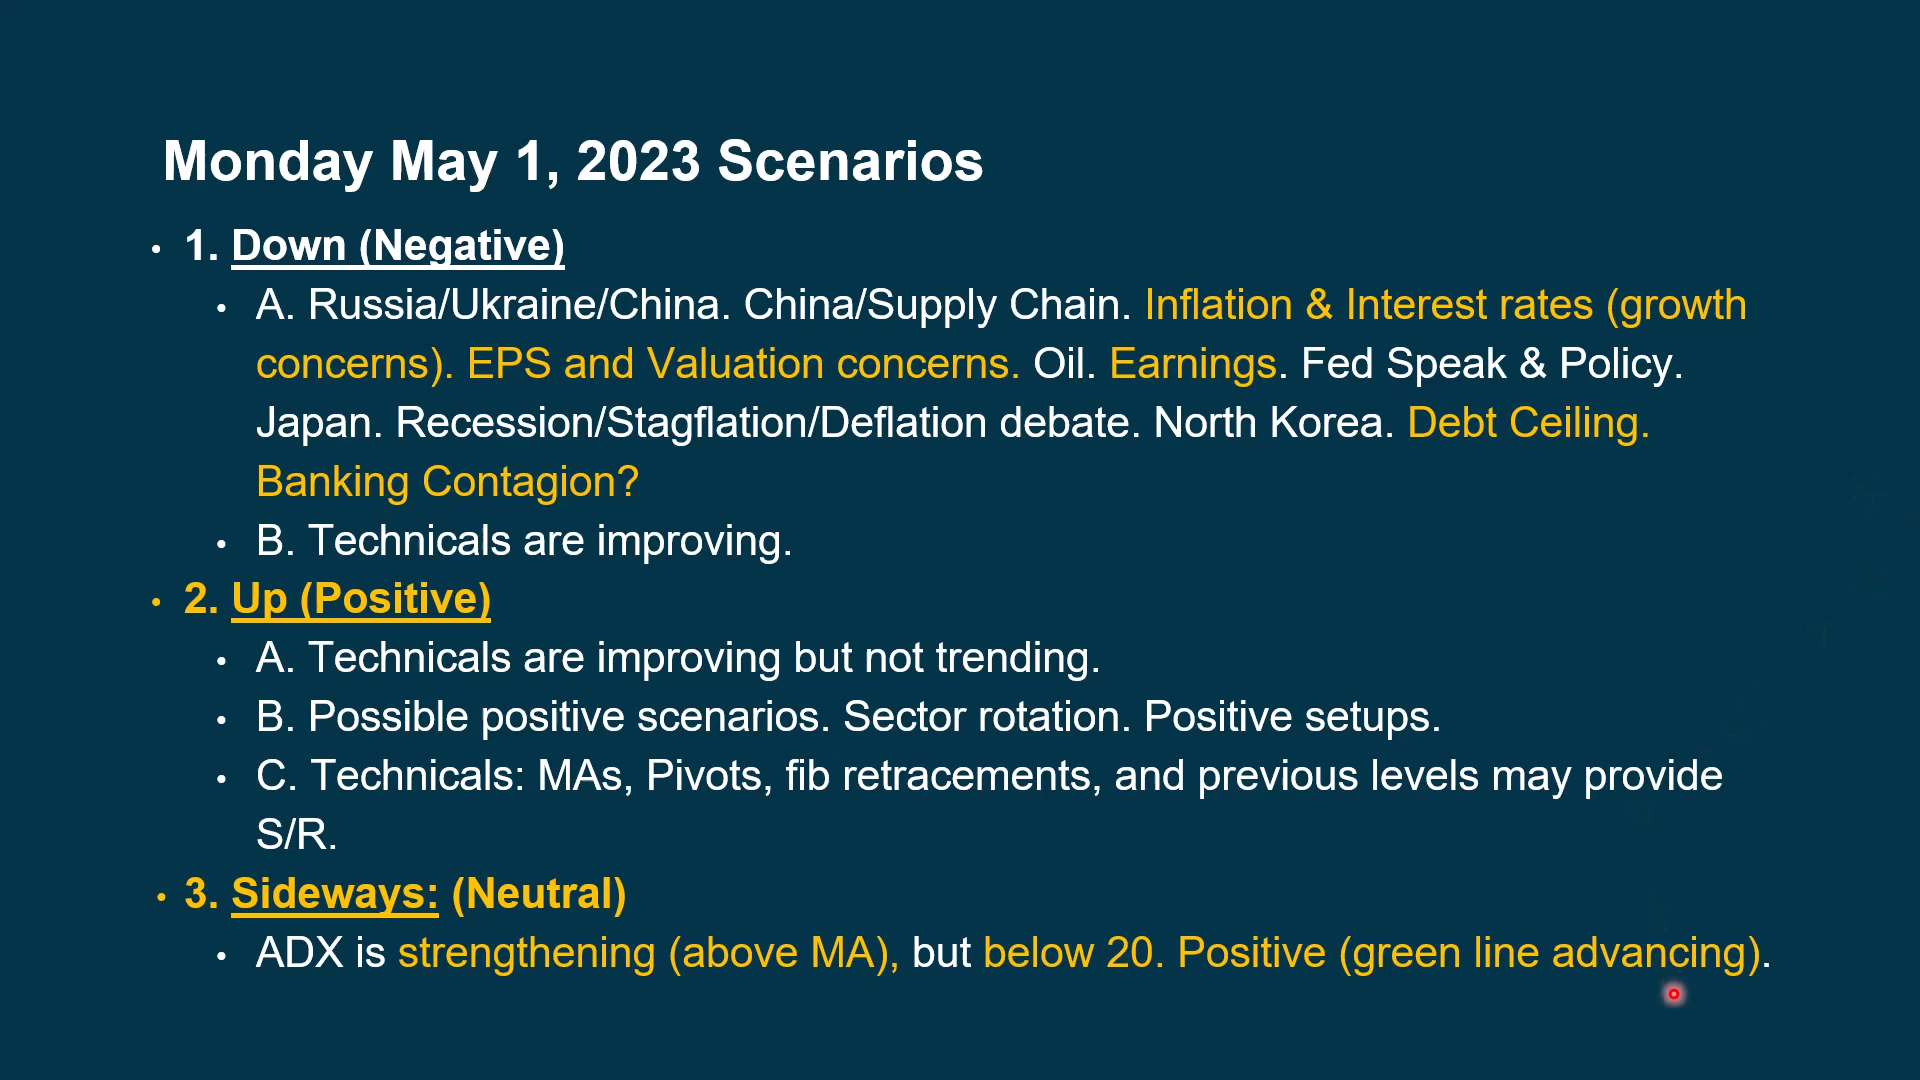 Monday May 1, 2023 Scenarios
• 1. Down (Negative)
• A. Russia/Ukraine/China. China/Supply Chain. Inflation & Interest rates (growth
concerns). EPS and Valuation concerns. Oil. Earnings. Fed Speak & Policy.
Japan. Recession/Stagflation/Deflation debate. North Korea. Debt Ceiling.
Banking Contagion?
• B. Technicals are improving.
• 2. Up (Positive)
• A. Technicals are improving but not trending.
• B. Possible positive scenarios. Sector rotation. Positive setups.
• C. Technicals: MAs, Pivots, fib retracements, and previous levels may provide
S/R.
• 3. Sideways: (Neutral)
• ADX is strengthening (above MA), but below 20. Positive (green line advancing).